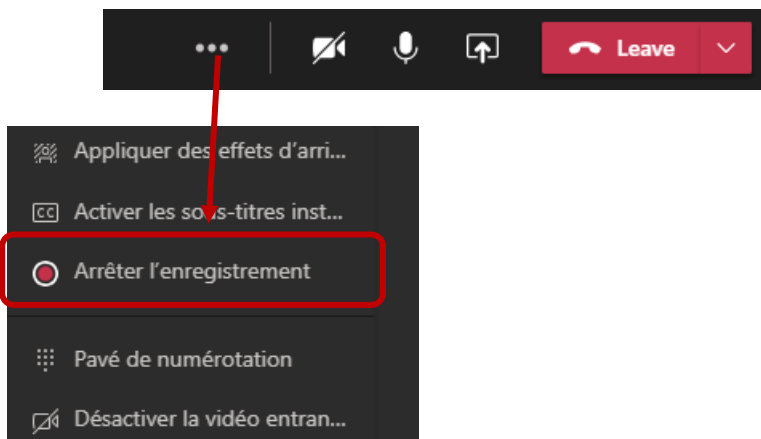 Leave
Appliquer des effets d'arri...
CC Activer les sous-titres inst...
Arrêter l'enregistrement
Pavé de numérotation
Désactiver la vidéo entran...